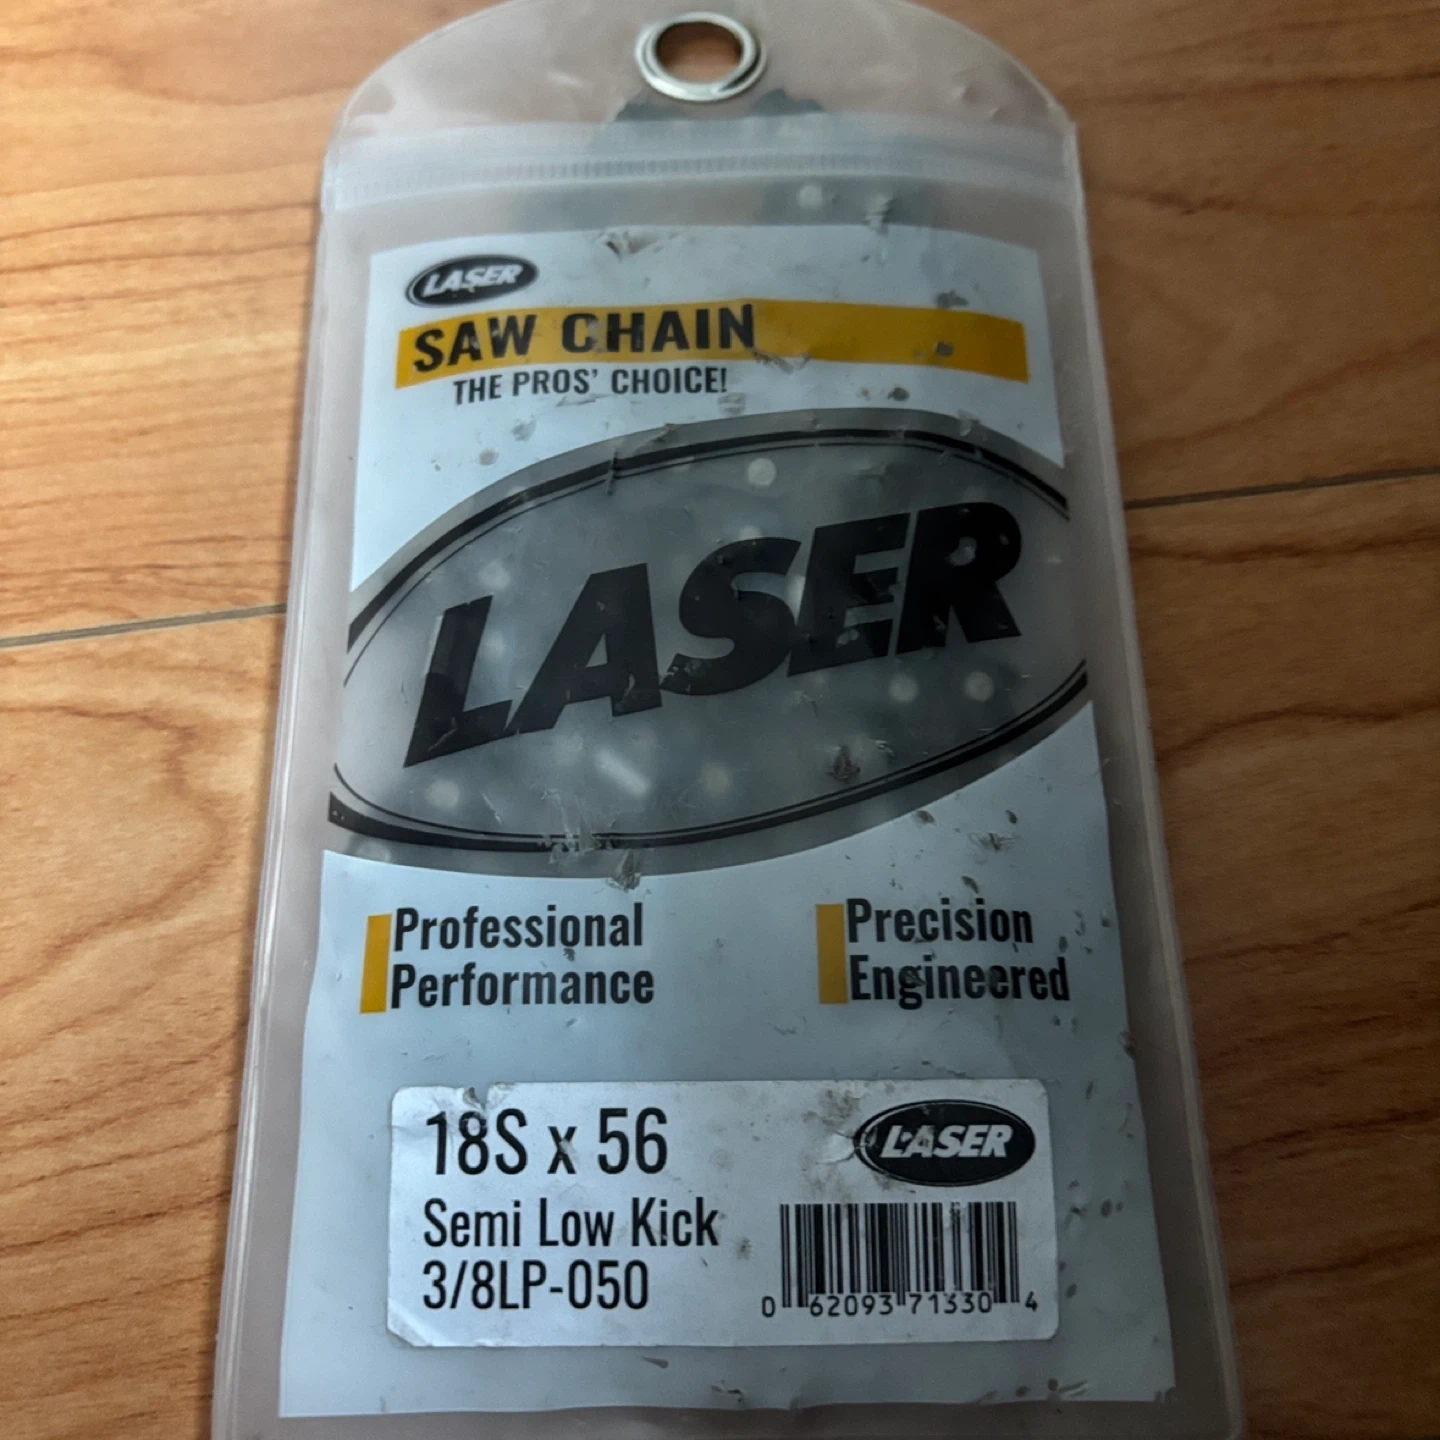 LASER
SAW CHAIN
THE PROS' CHOICE!
LASER
Professional
Performance
Precision
Engineered
18S x 56
Semi Low Kick
3/8LP-050
LASER
0 62093 71330 4